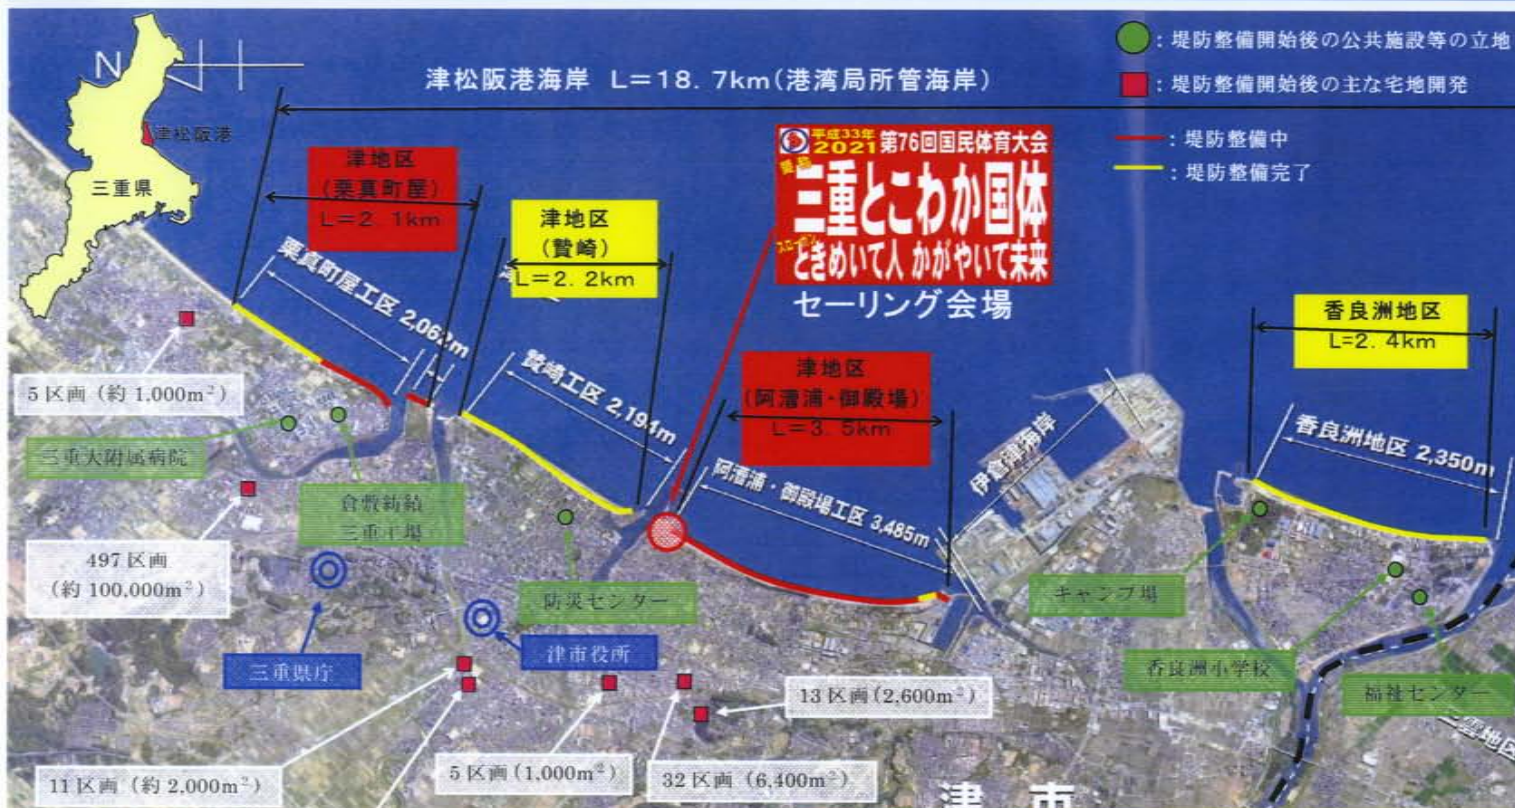 N
津松阪港
三重県
津松阪港海岸 L=18.7km(港湾局所管海岸)
:堤防整備開始後の公共施設等の立地
:堤防整備開始後の主な宅地開発
:堤防整備中
:堤防整備完了
津地区
(栗真町屋)
L=2.1km
津地区
(贄崎)
L=2.2km
平成33年
2021
第76回国民体育大会
愛称
三重とこわか国体
スローガン
ときめいて人 かがやいて未来
セーリング会場
津地区
(阿漕浦・御殿場)
L=3.5km
香良洲地区
L=2.4km
栗真町屋工区 2,062m
贄崎工区 2,194m
阿漕浦・御殿場工区 3,485m
伊倉津海岸
香良洲地区 2,350m
5区画(約1,000m²)
三重大附属病院
倉敷紡績
三重工場
497区画
(約100,000m²)
防災センター
キャンプ場
三重県庁
津市役所
香良洲小学校
福祉センター
13区画(2,600m²)
11区画(約2,000m²)
5区画(1,000m²)
32区画(6,400m²)
津市
三雲地区